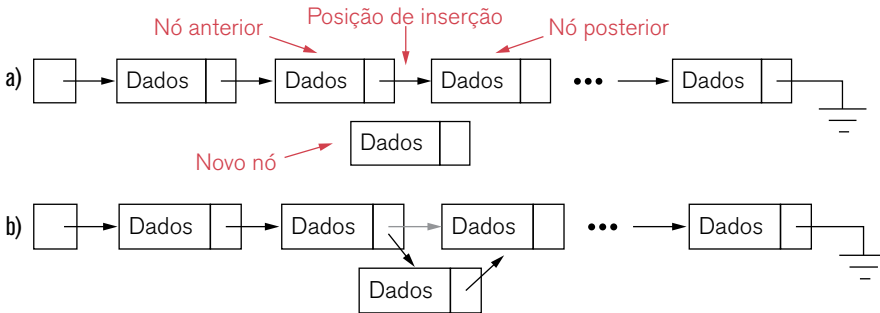 Posição de inserção
Nó anterior
Nó posterior
a)
Dados
Dados
Dados
•••
Dados
Dados
Novo nó
b)
Dados
Dados
Dados
•••
Dados
Dados